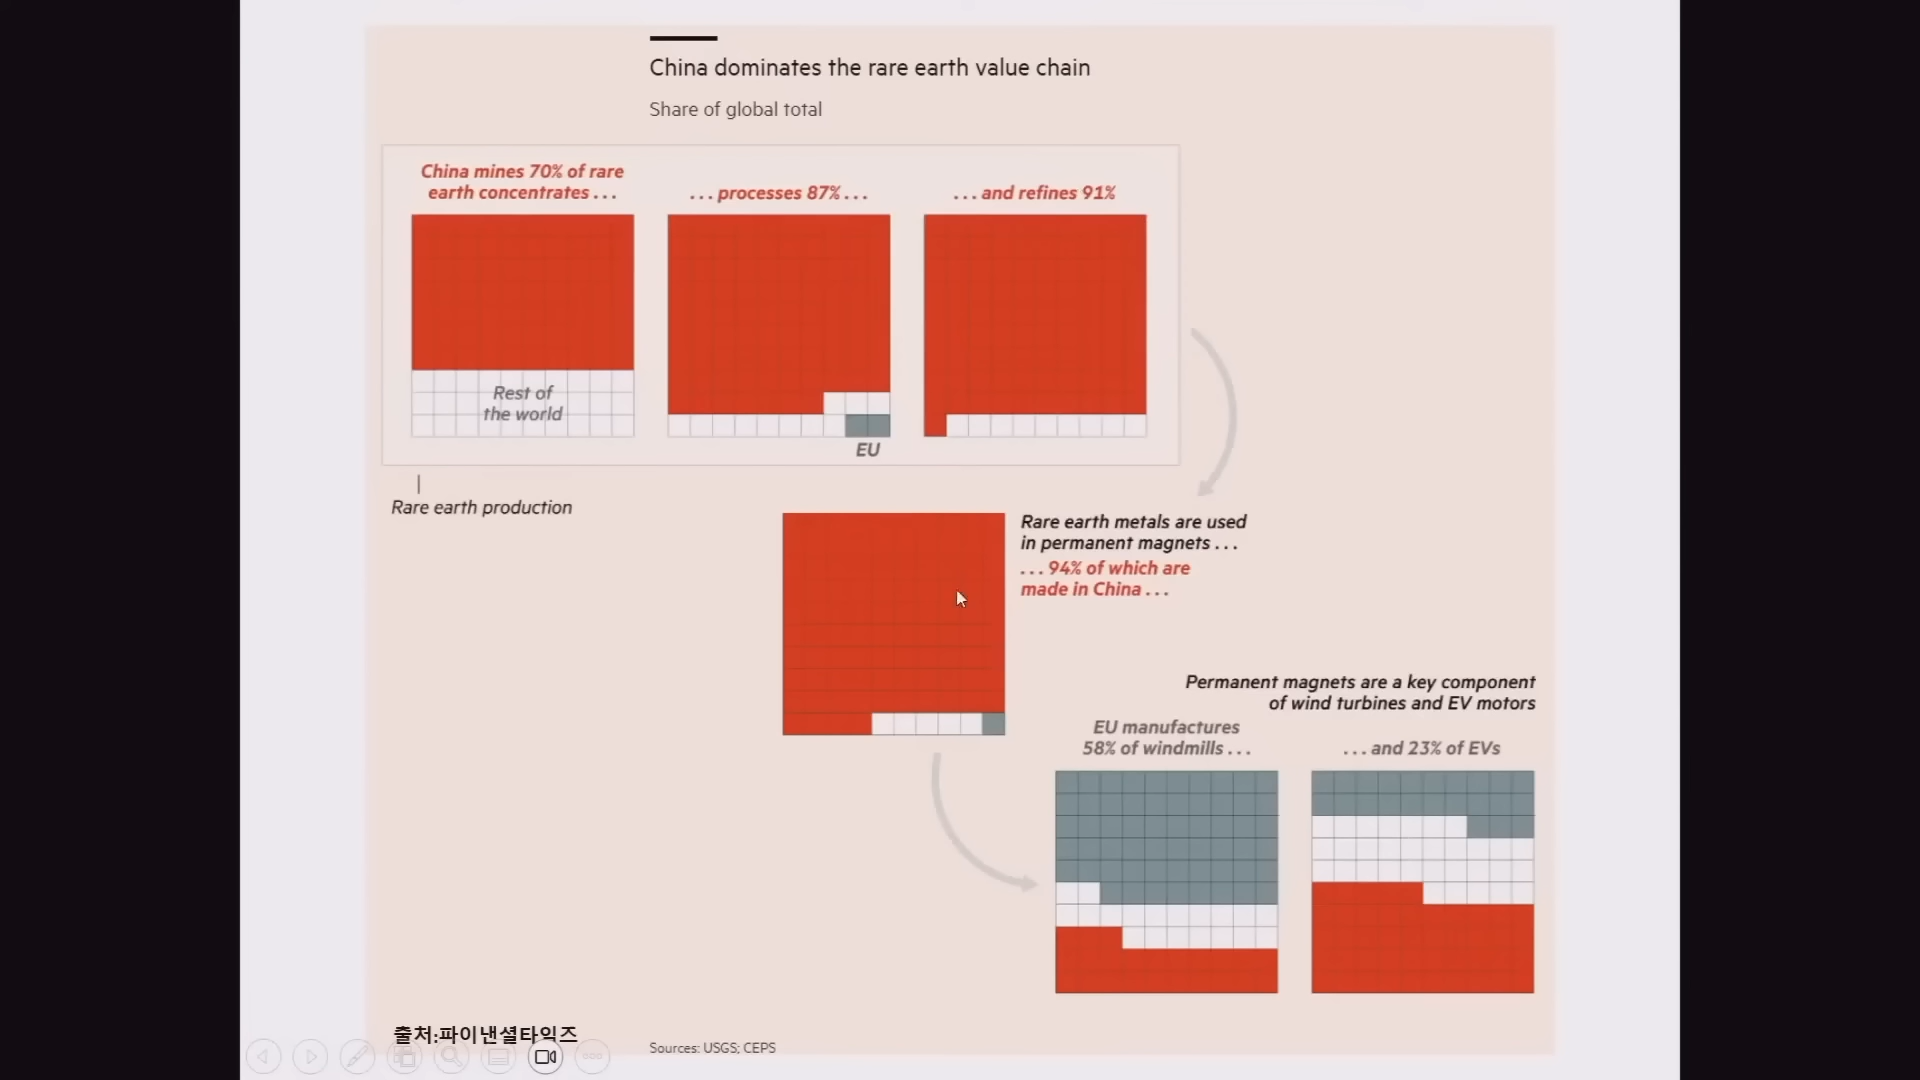 China dominates the rare earth value chain
Share of global total
China mines 70% of rare
earth concentrates . . .
. . . processes 87% . . .
. . . and refines 91%
Rest of
the world
EU
Rare earth production
Rare earth metals are used
in permanent magnets . . .
. . . 94% of which are
made in China . . .
Permanent magnets are a key component
of wind turbines and EV motors
EU manufactures
58% of windmills . . .
. . . and 23% of EVs
출처:파이낸셜타임즈
Sources: USGS; CEPS